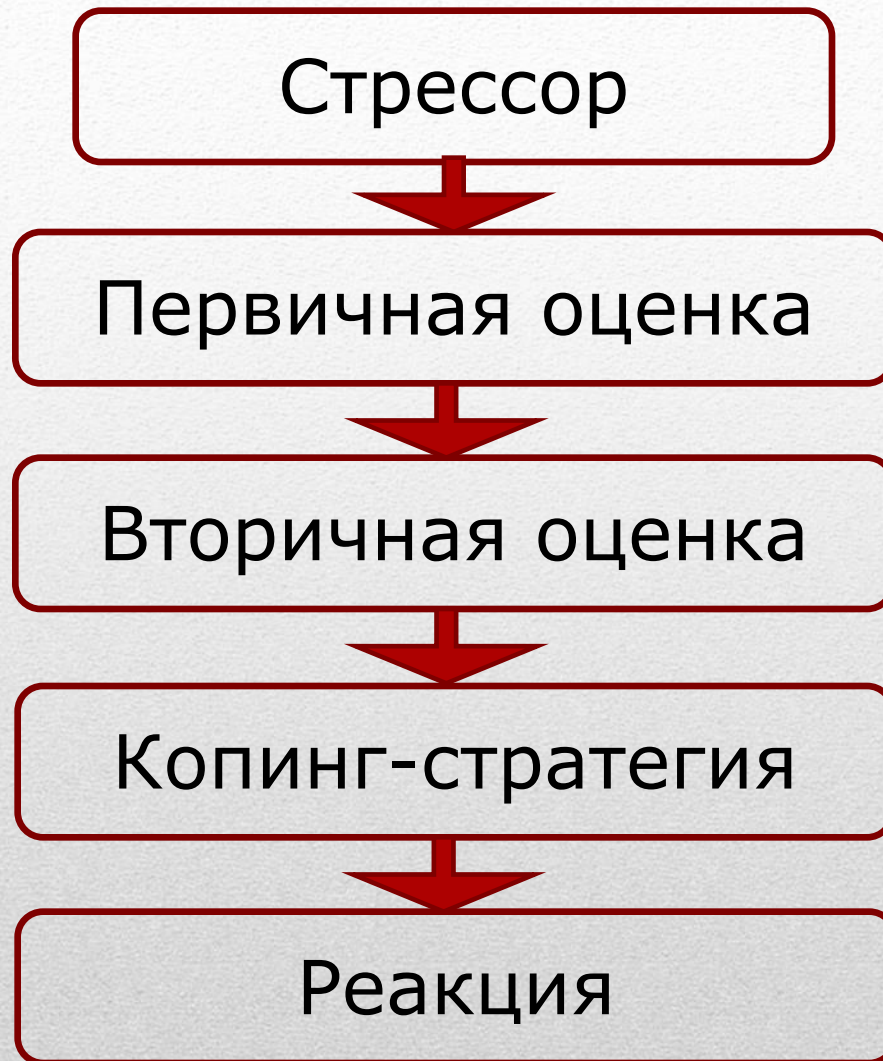 Стрессор
Первичная оценка
Вторичная оценка
Копинг-стратегия
Реакция